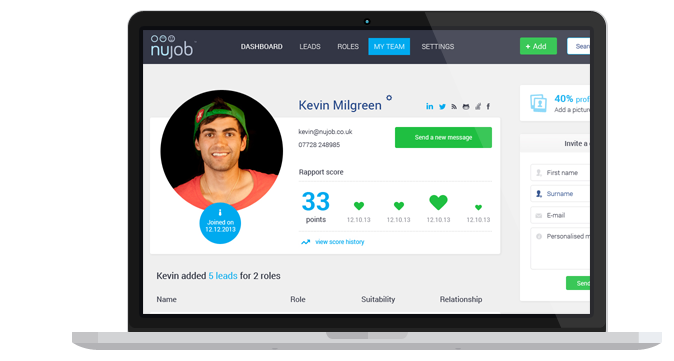 nujob
DASHBOARD LEADS ROLES MY TEAM SETTINGS
+ Add
Sear
Kevin Milgreen
kevin@nujob.co.uk
07728 248985
Send a new message
Rapport score
33
points
12.10.13 12.10.13 12.10.13 12.10.13
view score history
Joined on
12.12.2013
Kevin added 5 leads for 2 roles
Name Role Suitability Relationship
40% prof
Add a picture
Invite a
First name
Surname
E-mail
Personalised m
Send